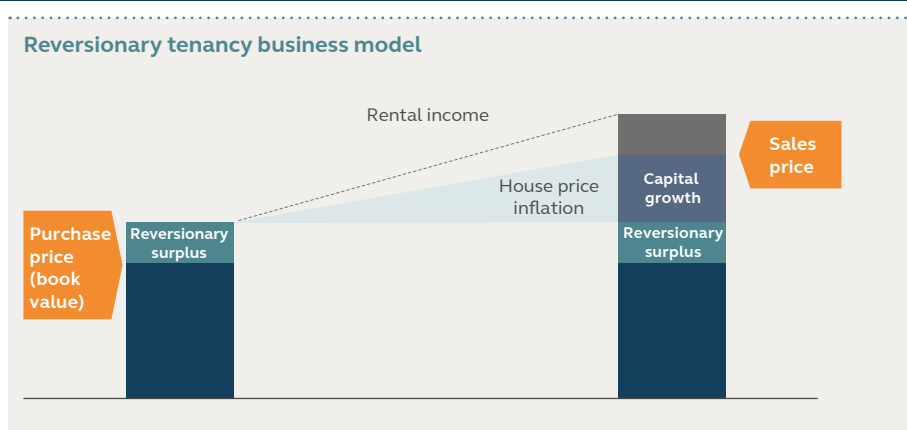 Reversionary tenancy business model
Rental income
Sales
price
Capital
growth
House price
inflation
Purchase
price
(book
value)
Reversionary
surplus
Reversionary
surplus